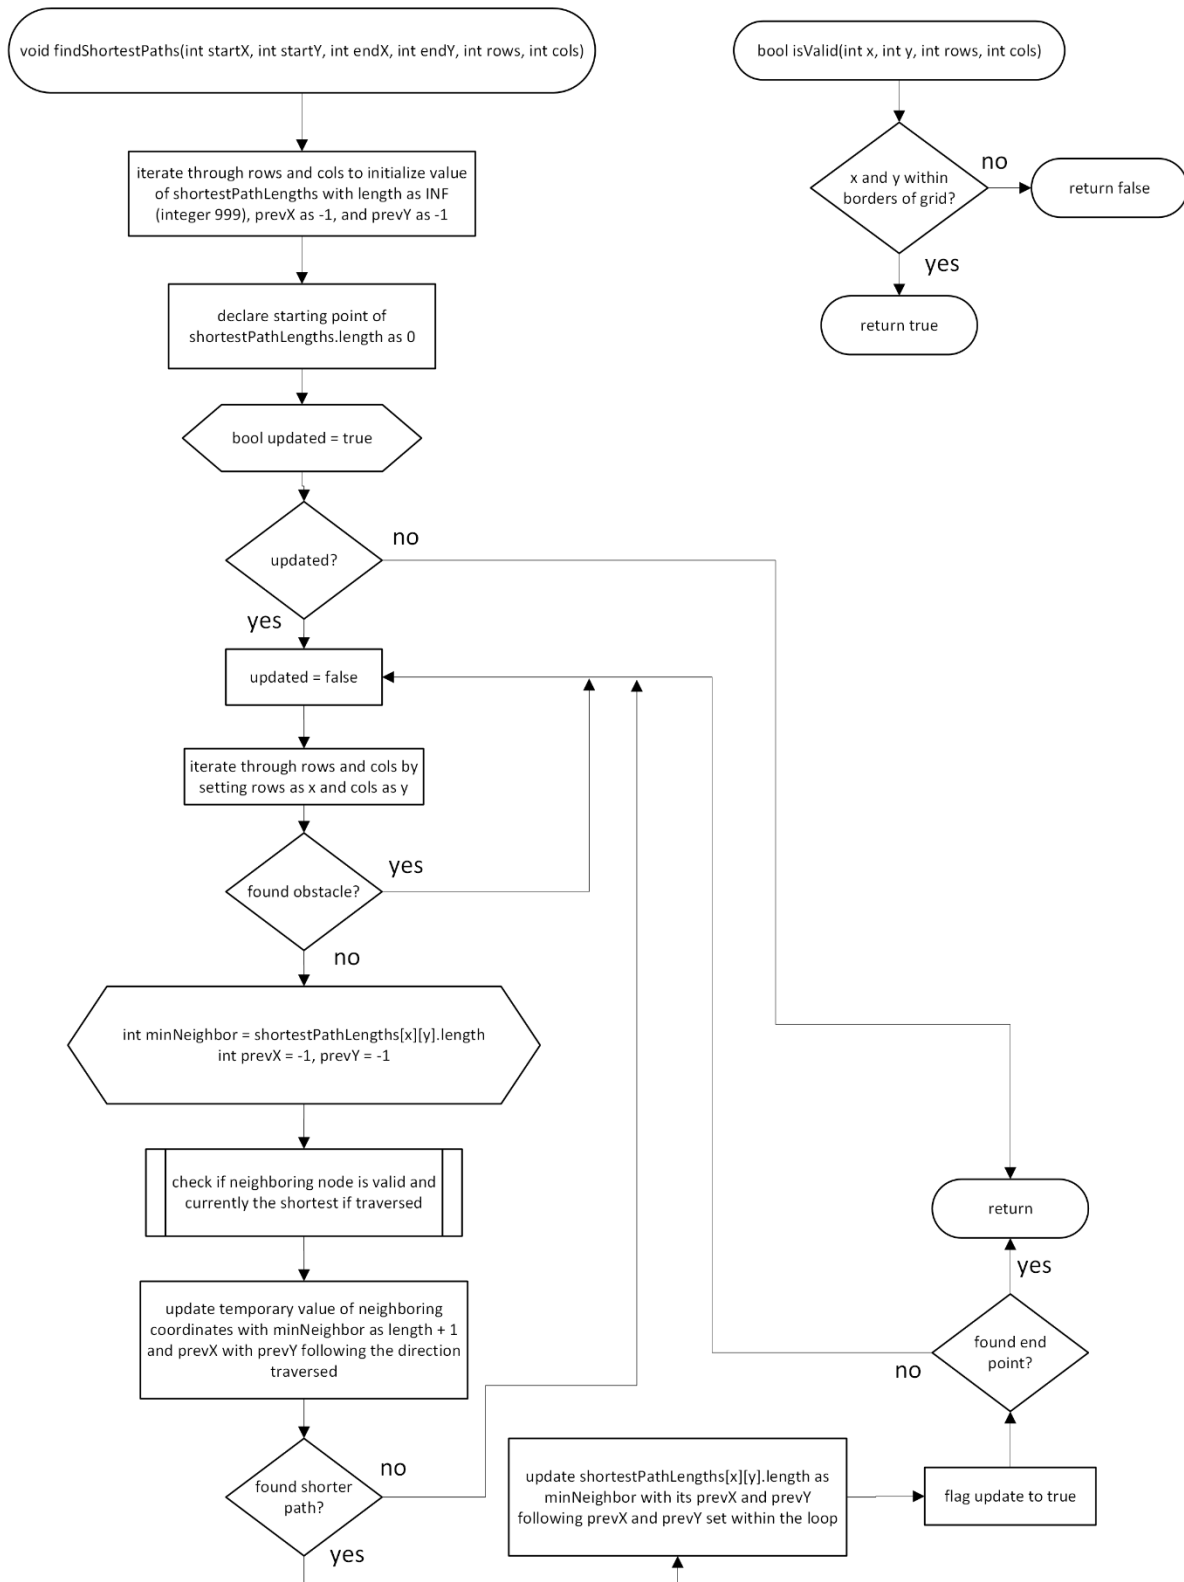 void findShortestPaths(int startX, int startY, int endX, int endY, int rows, int cols)
iterate through rows and cols to initialize value
of shortestPathLengths with length as INF
(integer 999), prevX as -1, and prevY as -1
declare starting point of
shortestPathLengths.length as 0
bool updated = true
updated?
no
yes
updated = false
iterate through rows and cols by
setting rows as x and cols as y
found obstacle?
yes
no
int minNeighbor = shortestPathLengths[x][y].length
int prevX = -1, prevY = -1
check if neighboring node is valid and
currently the shortest if traversed
update temporary value of neighboring
coordinates with minNeighbor as length + 1
and prevX with prevY following the direction
traversed
found shorter
path?
no
yes
update shortestPathLengths[x][y].length as
minNeighbor with its prevX and prevY
following prevX and prevY set within the loop
flag update to true
found end
point?
no
yes
return
bool isValid(int x, int y, int rows, int cols)
x and y within
borders of grid?
no
return false
yes
return true